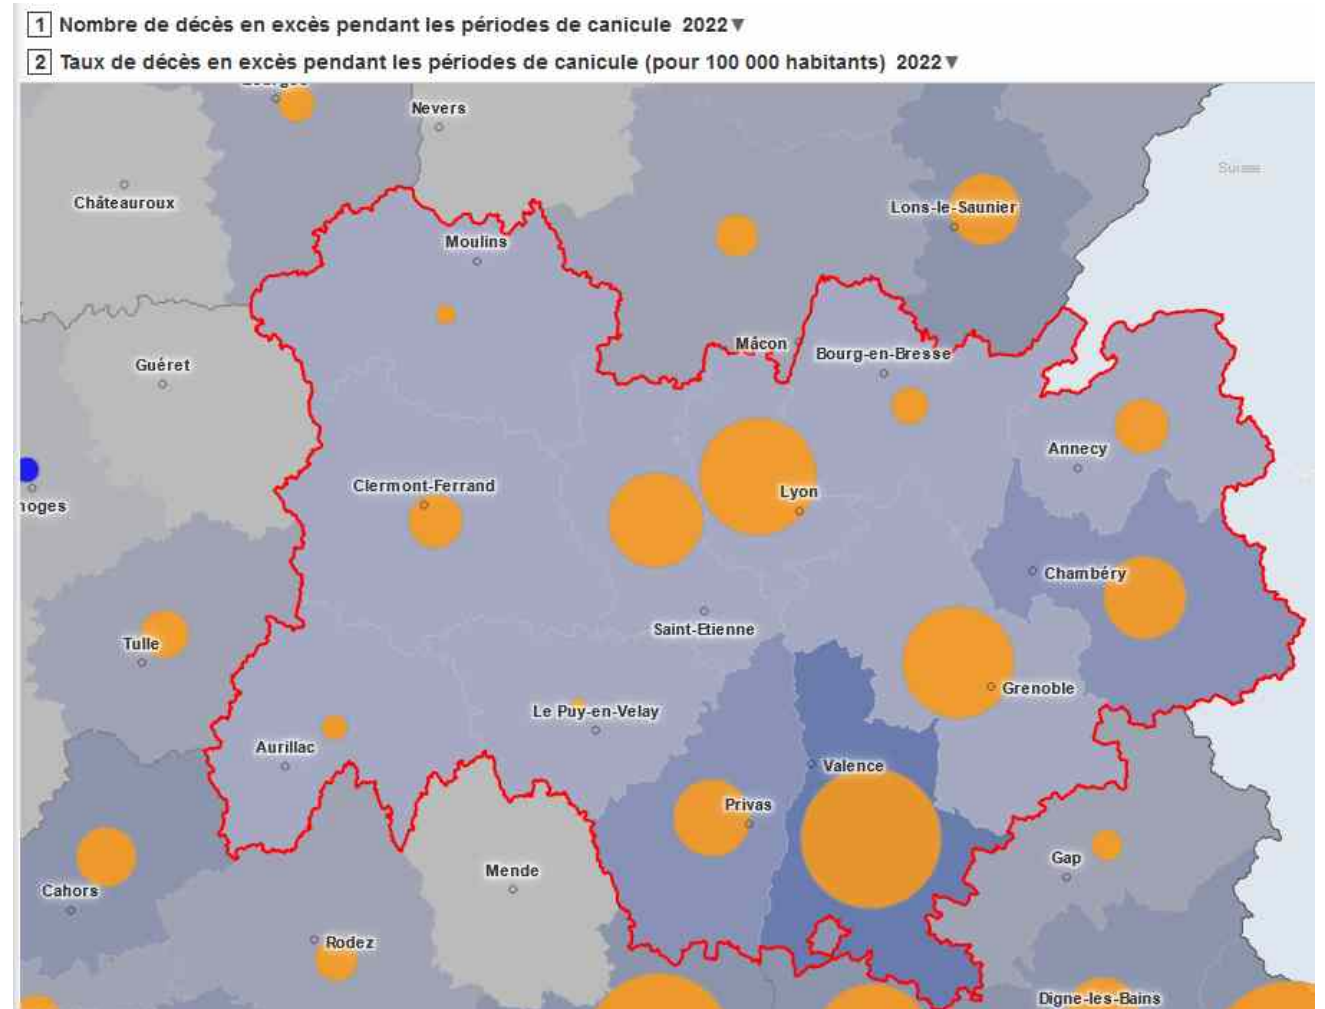 1 Nombre de décès en excès pendant les périodes de canicule 2022▼
2 Taux de décès en excès pendant les périodes de canicule (pour 100 000 habitants) 2022▼
Nevers
Suisse
Châteauroux
Lons-le-Saunier
Moulins
Mâcon
Bourg-en-Bresse
Guéret
Annecy
Clermont-Ferrand
Lyon
noges
Chambéry
Saint-Etienne
Tulle
Grenoble
Le Puy-en-Velay
Aurillac
Valence
Privas
Gap
Mende
Cahors
Rodez
Digne-les-Bains